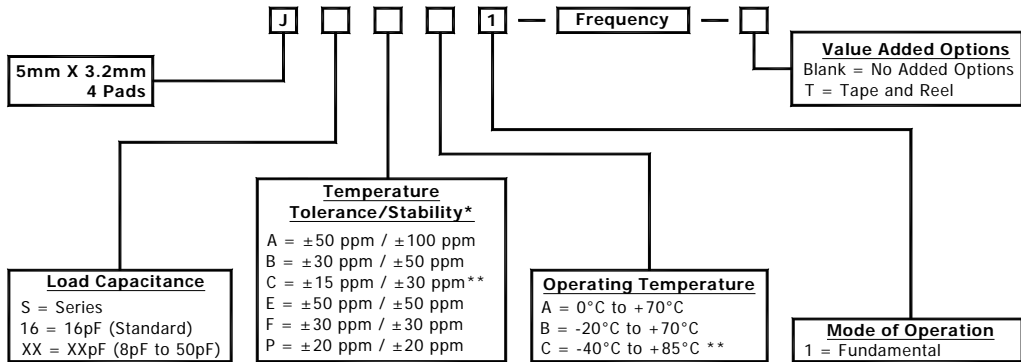 J 1 — Frequency —
5mm X 3.2mm
4 Pads
Value Added Options
Blank = No Added Options
T = Tape and Reel
Load Capacitance
S = Series
16 = 16pF (Standard)
XX = XXpF (8pF to 50pF)
Temperature
Tolerance/Stability*
A = ±50 ppm / ±100 ppm
B = ±30 ppm / ±50 ppm
C = ±15 ppm / ±30 ppm**
E = ±50 ppm / ±50 ppm
F = ±30 ppm / ±30 ppm
P = ±20 ppm / ±20 ppm
Operating Temperature
A = 0°C to +70°C
B = -20°C to +70°C
C = -40°C to +85°C **
Mode of Operation
1 = Fundamental